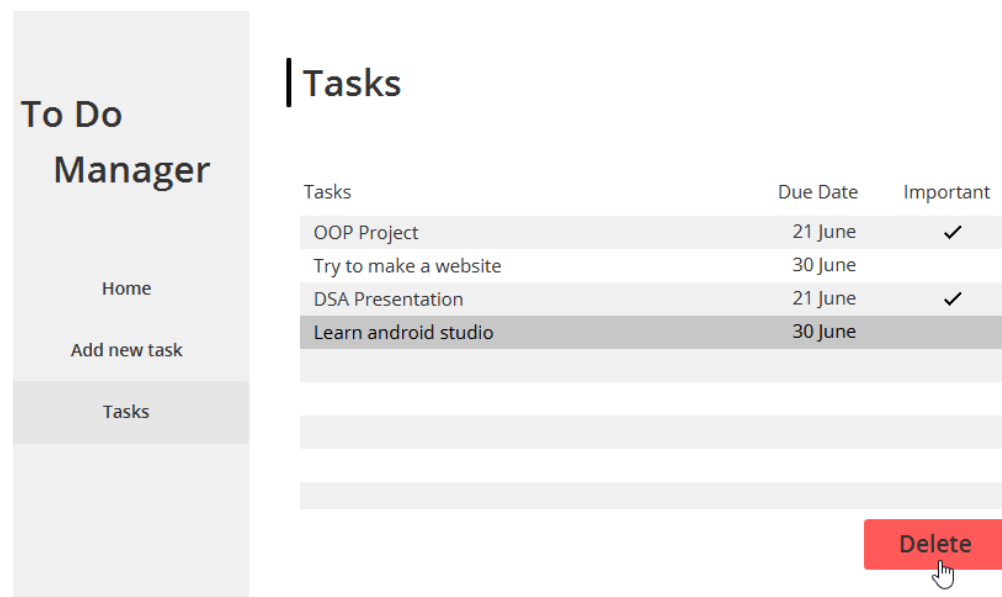 To Do
Manager
Home
Add new task
Tasks
Tasks
Tasks Due Date Important
OOP Project 21 June ✓
Try to make a website 30 June
DSA Presentation 21 June ✓
Learn android studio 30 June
Delete